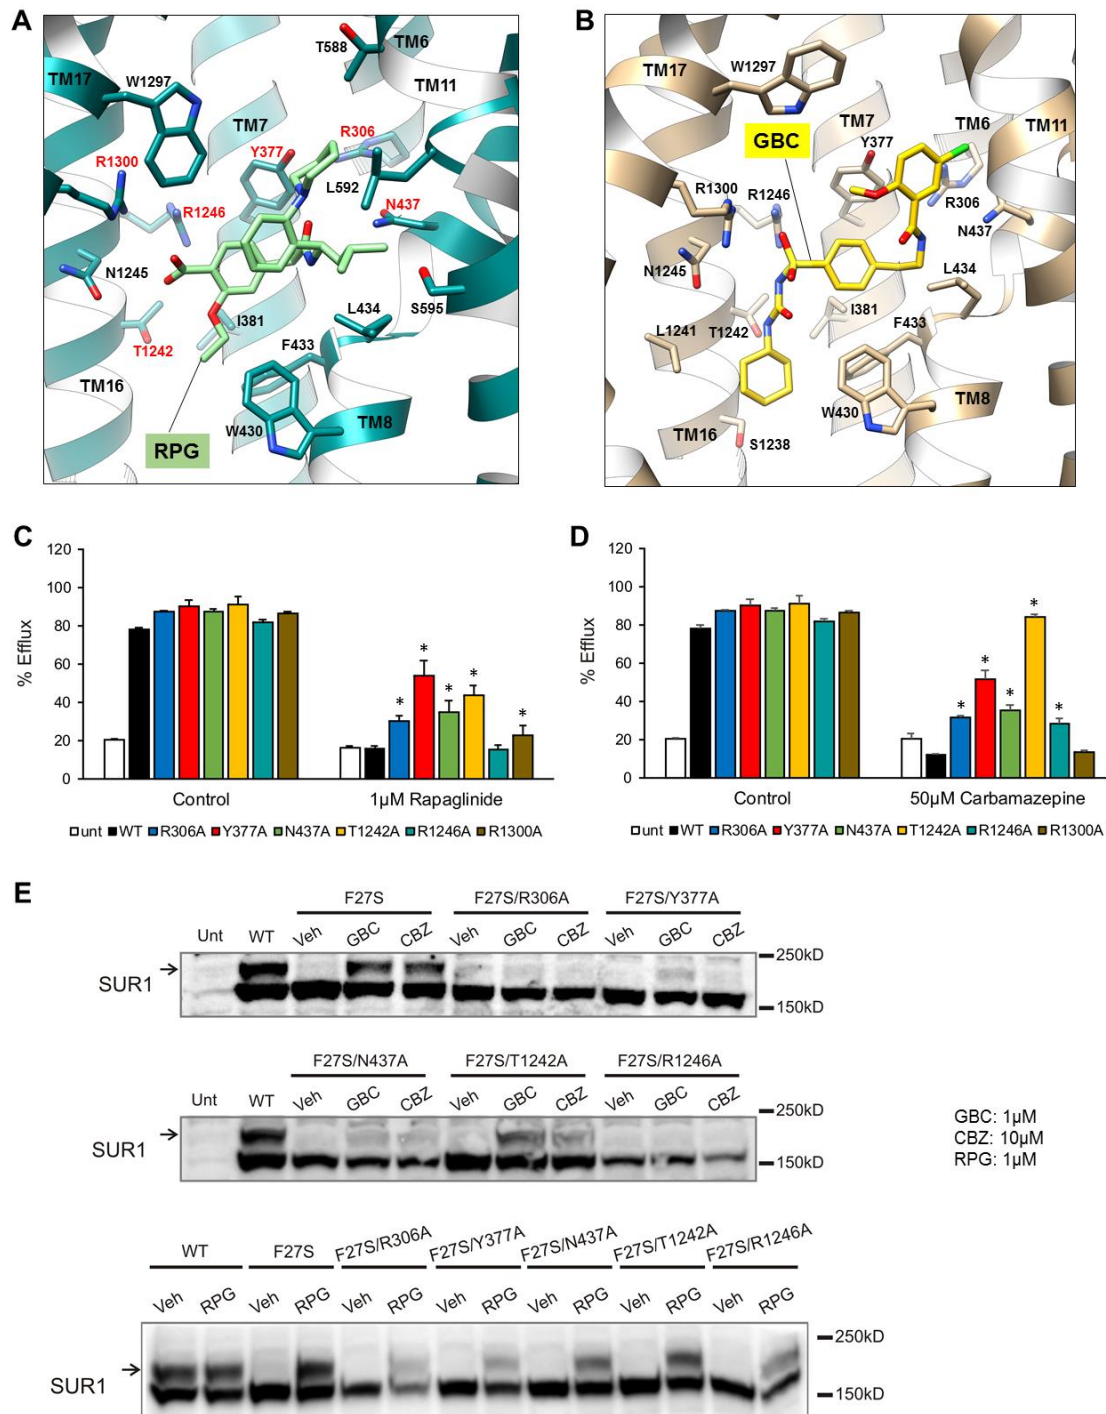 A
T588
TM6
TM17
W1297
TM11
TM7
R306
R1300
Y377
L592
R1246
N437
N1245
L434
S595
I381
T1242
F433
TM16
W430
TM8
RPG
B
TM17
W1297
GBC
TM7
TM6
TM11
Y377
R1300
R1246
R306
N437
N1245
L434
T1242
I381
L1241
F433
W430
TM8
TM16
S1238
C
% Efflux
120
100
80
60
40
20
0
* * * * *
Control
1µM Rapaglinide
unt WT R306A Y377A N437A T1242A R1246A R1300A
D
% Efflux
120
100
80
60
40
20
0
* * * * *
Control
50µM Carbamazepine
unt WT R306A Y377A N437A T1242A R1246A R1300A
E
F27S F27S/R306A F27S/Y377A
Unt WT Veh GBC CBZ Veh GBC CBZ Veh GBC CBZ
250kD
SUR1
150kD
F27S/N437A F27S/T1242A F27S/R1246A
Unt WT Veh GBC CBZ Veh GBC CBZ Veh GBC CBZ
250kD
SUR1
150kD
GBC: 1µM
CBZ: 10µM
RPG: 1µM
WT F27S F27S/R306A F27S/Y377A F27S/N437A F27S/T1242A F27S/R1246A
Veh RPG Veh RPG Veh RPG Veh RPG Veh RPG Veh RPG Veh RPG
250kD
SUR1
150kD